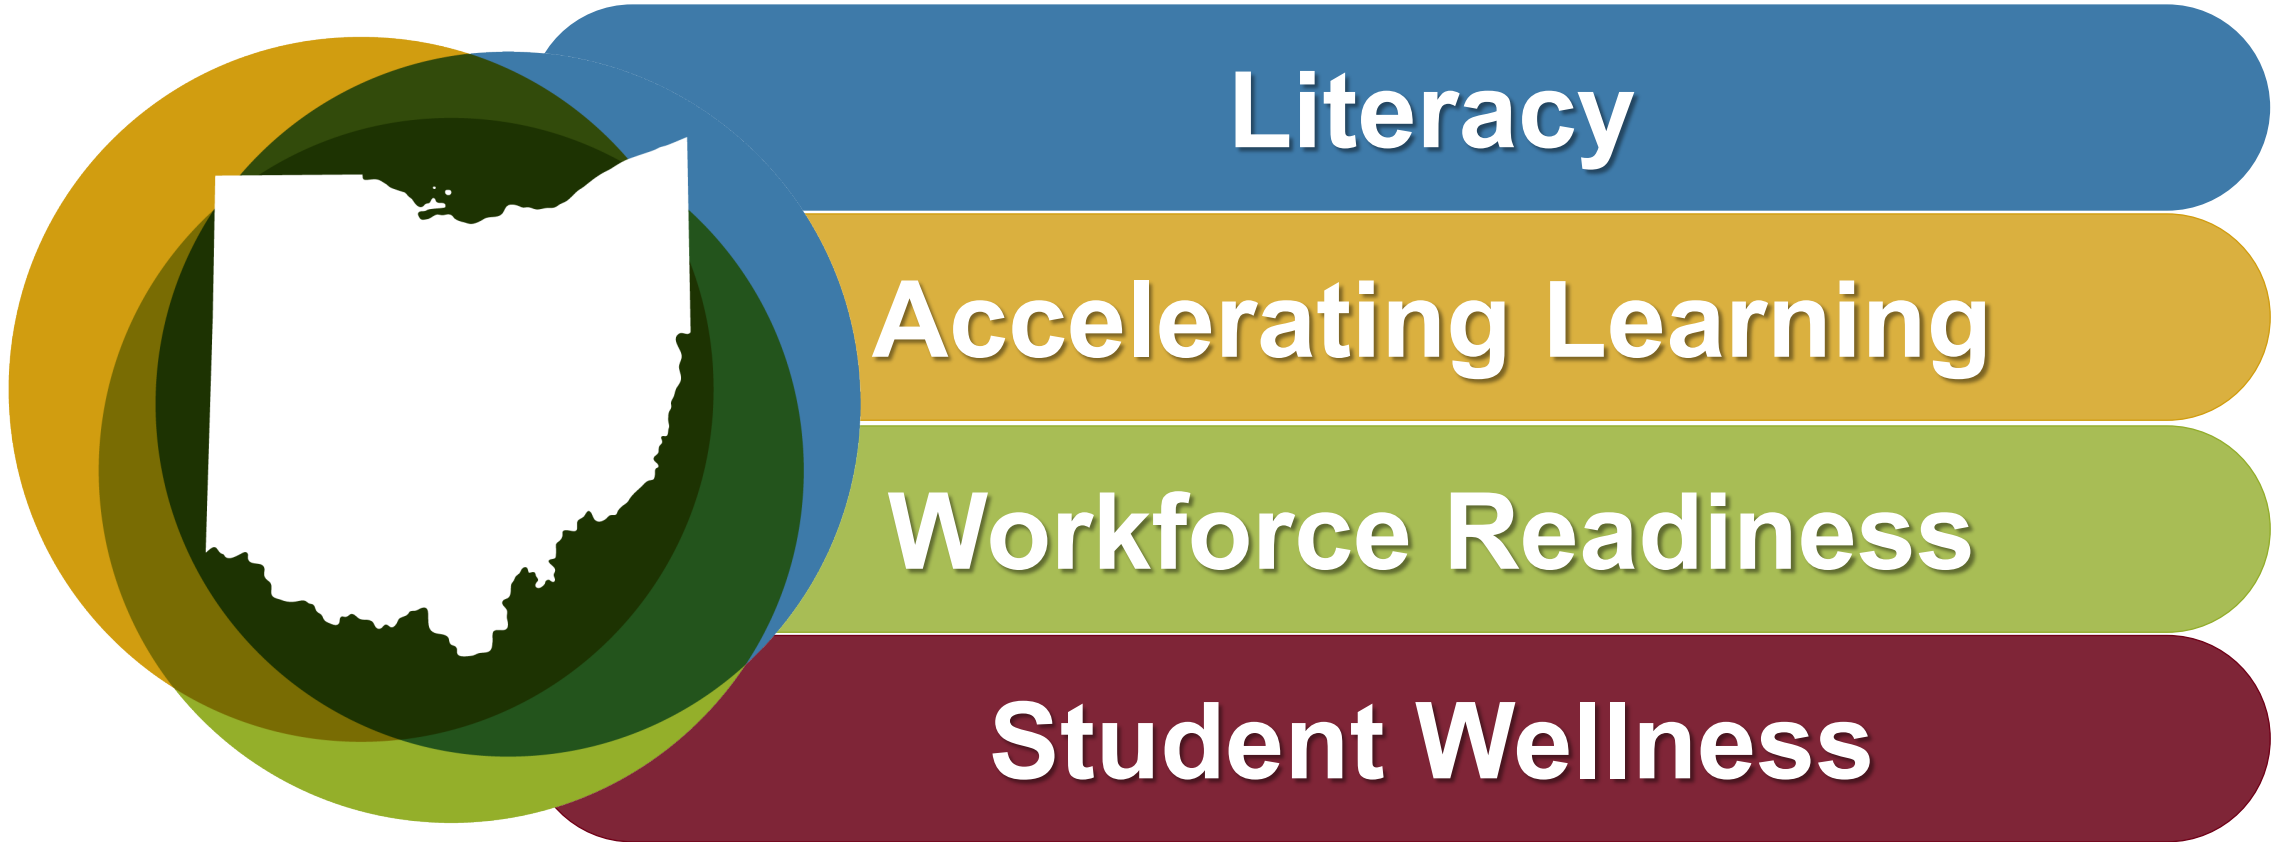 Literacy
Accelerating Learning
Workforce Readiness
Student Wellness